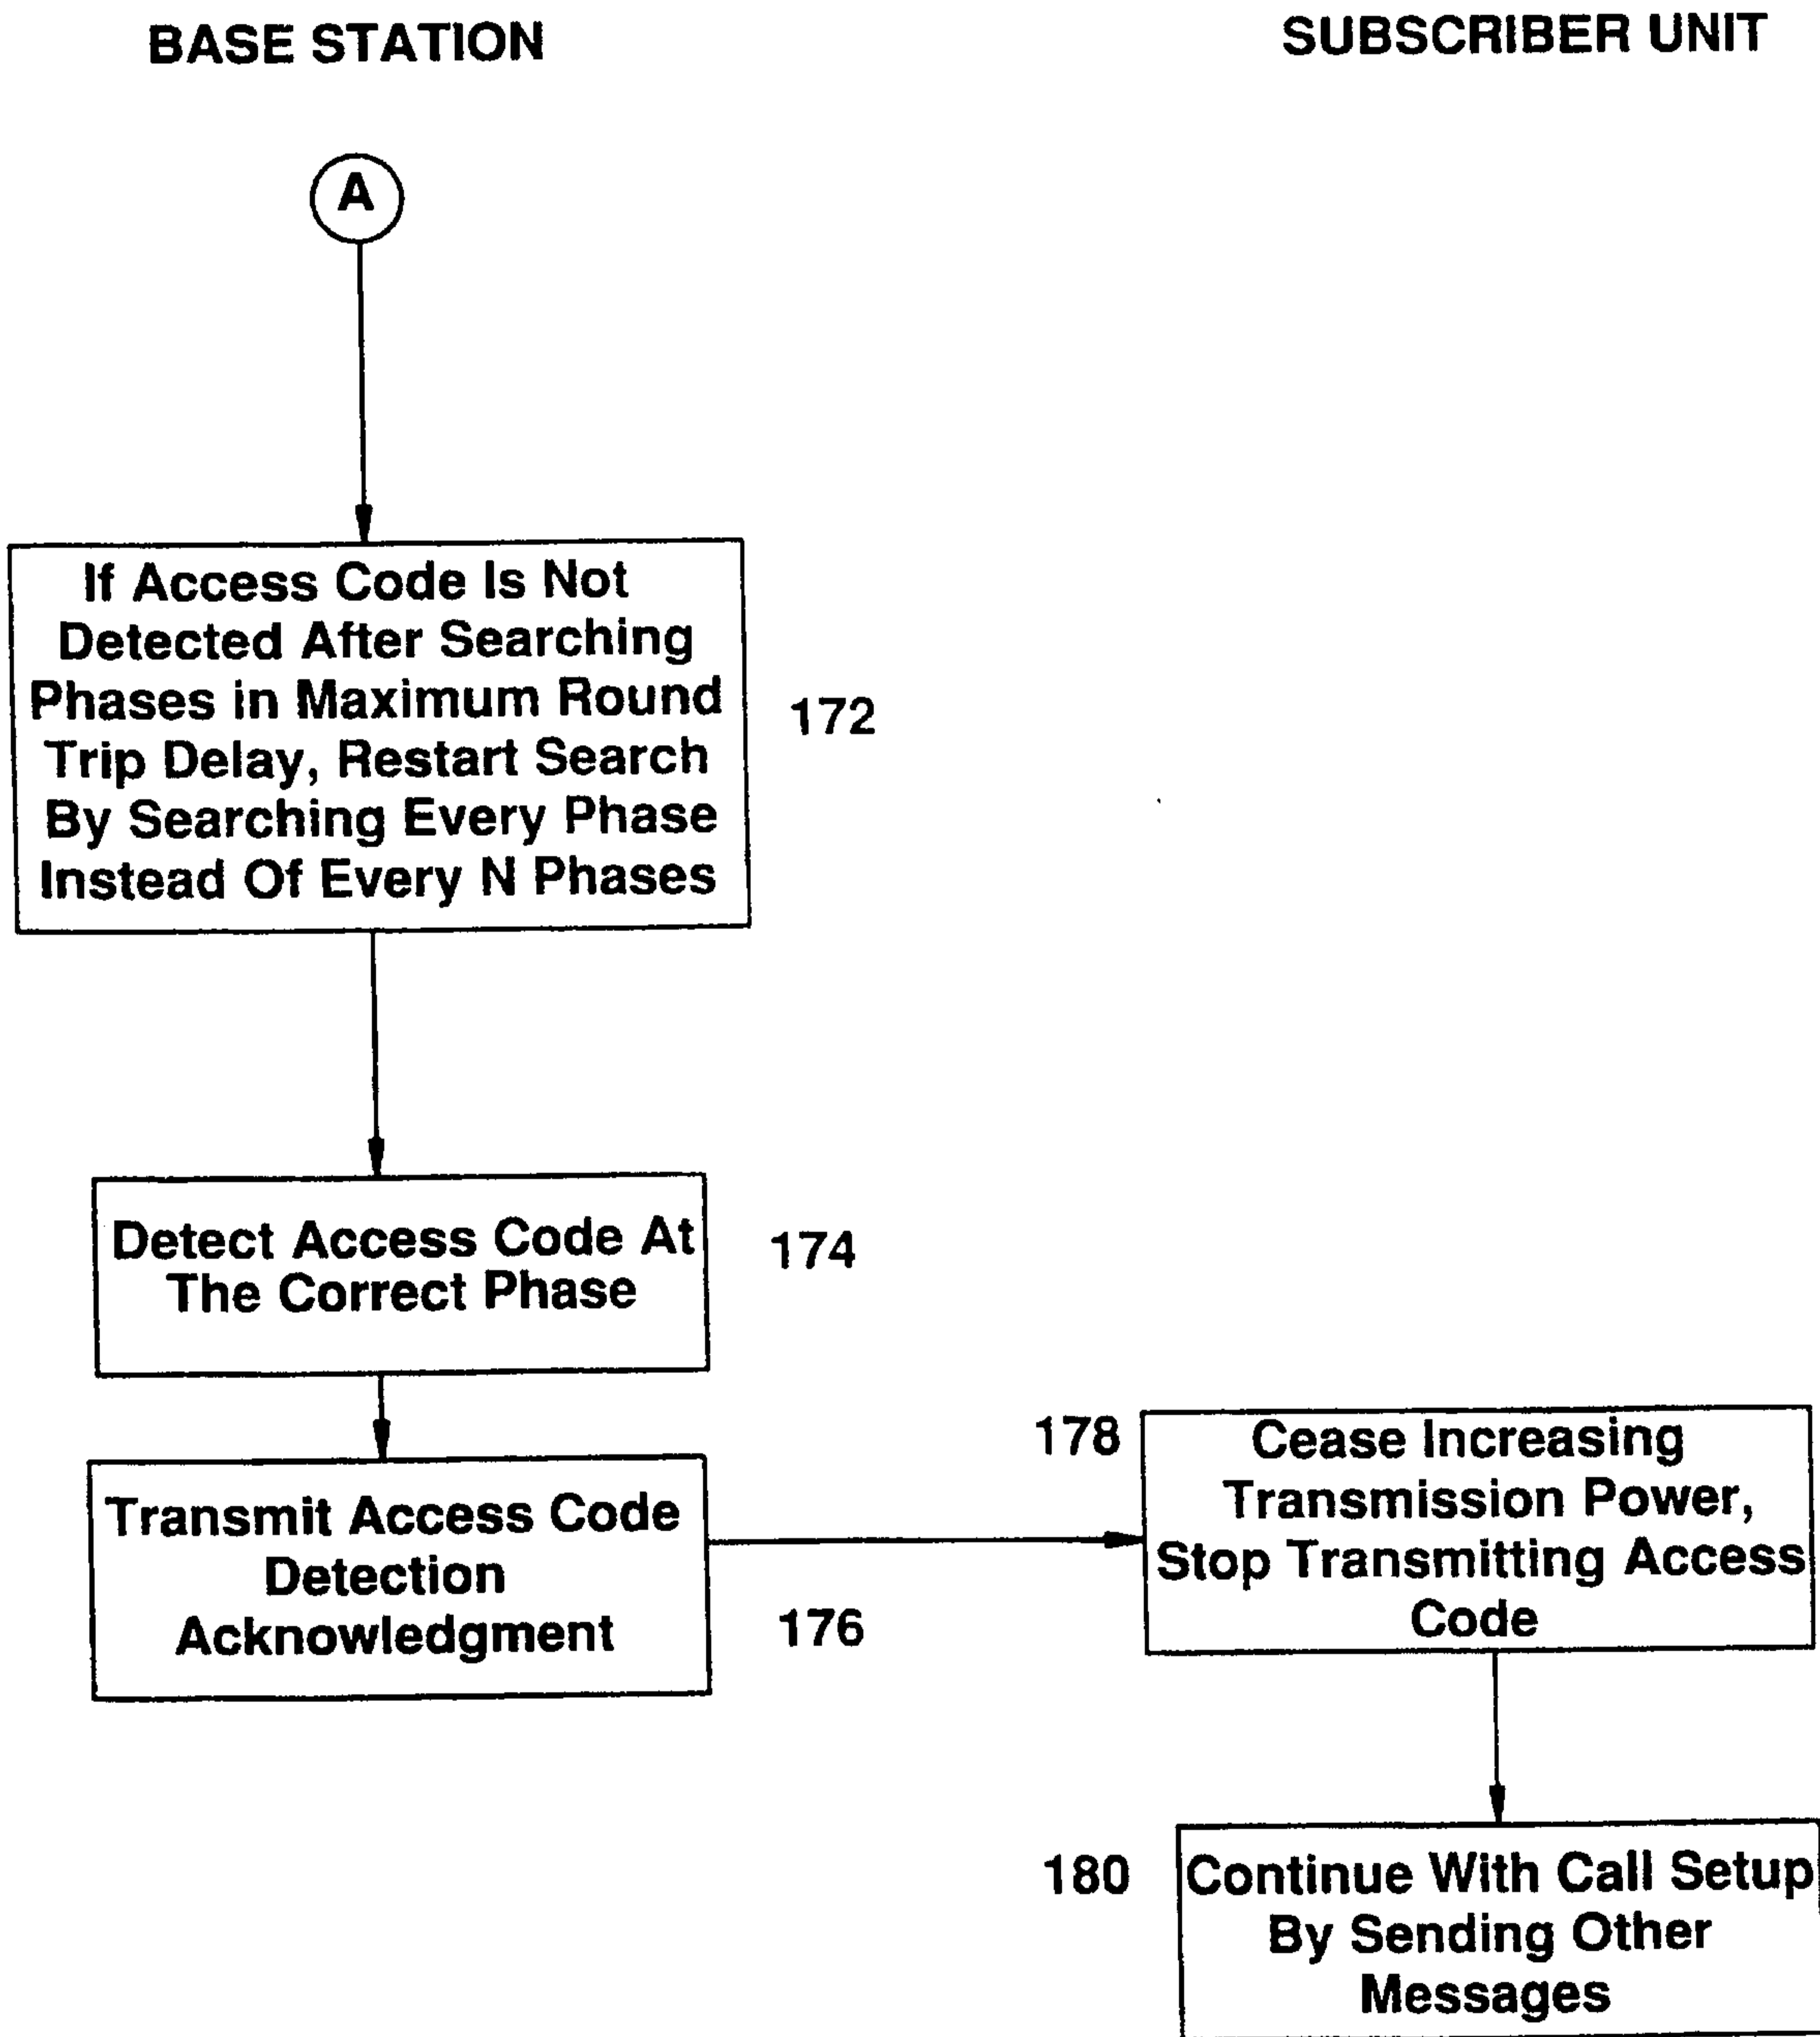 BASE STATION
SUBSCRIBER UNIT
A
If Access Code Is Not
Detected After Searching
Phases in Maximum Round
Trip Delay, Restart Search
By Searching Every Phase
Instead Of Every N Phases
172
Detect Access Code At
The Correct Phase
174
Transmit Access Code
Detection
Acknowledgment
176
178
Cease Increasing
Transmission Power,
Stop Transmitting Access
Code
180
Continue With Call Setup
By Sending Other
Messages